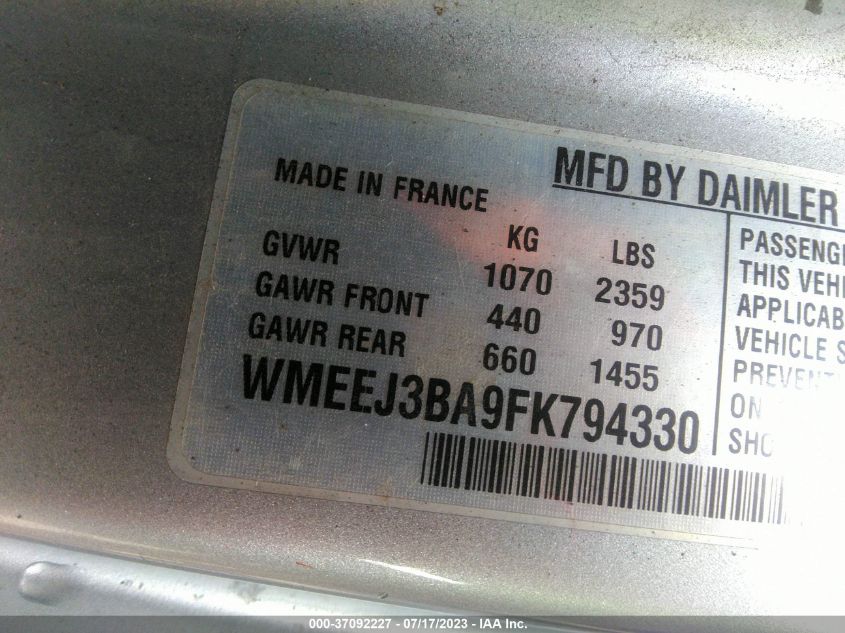 MADE IN FRANCE
MFD BY DAIMLER
KG LBS
GVWR 1070 2359
GAWR FRONT 440 970
GAWR REAR 660 1455
WMEEJ3BA9FK794330
PASSENG
THIS VEHI
APPLICAB
VEHICLE S
PREVENT
ON
SHO
000-37092227 - 07/17/2023 - IAA Inc.